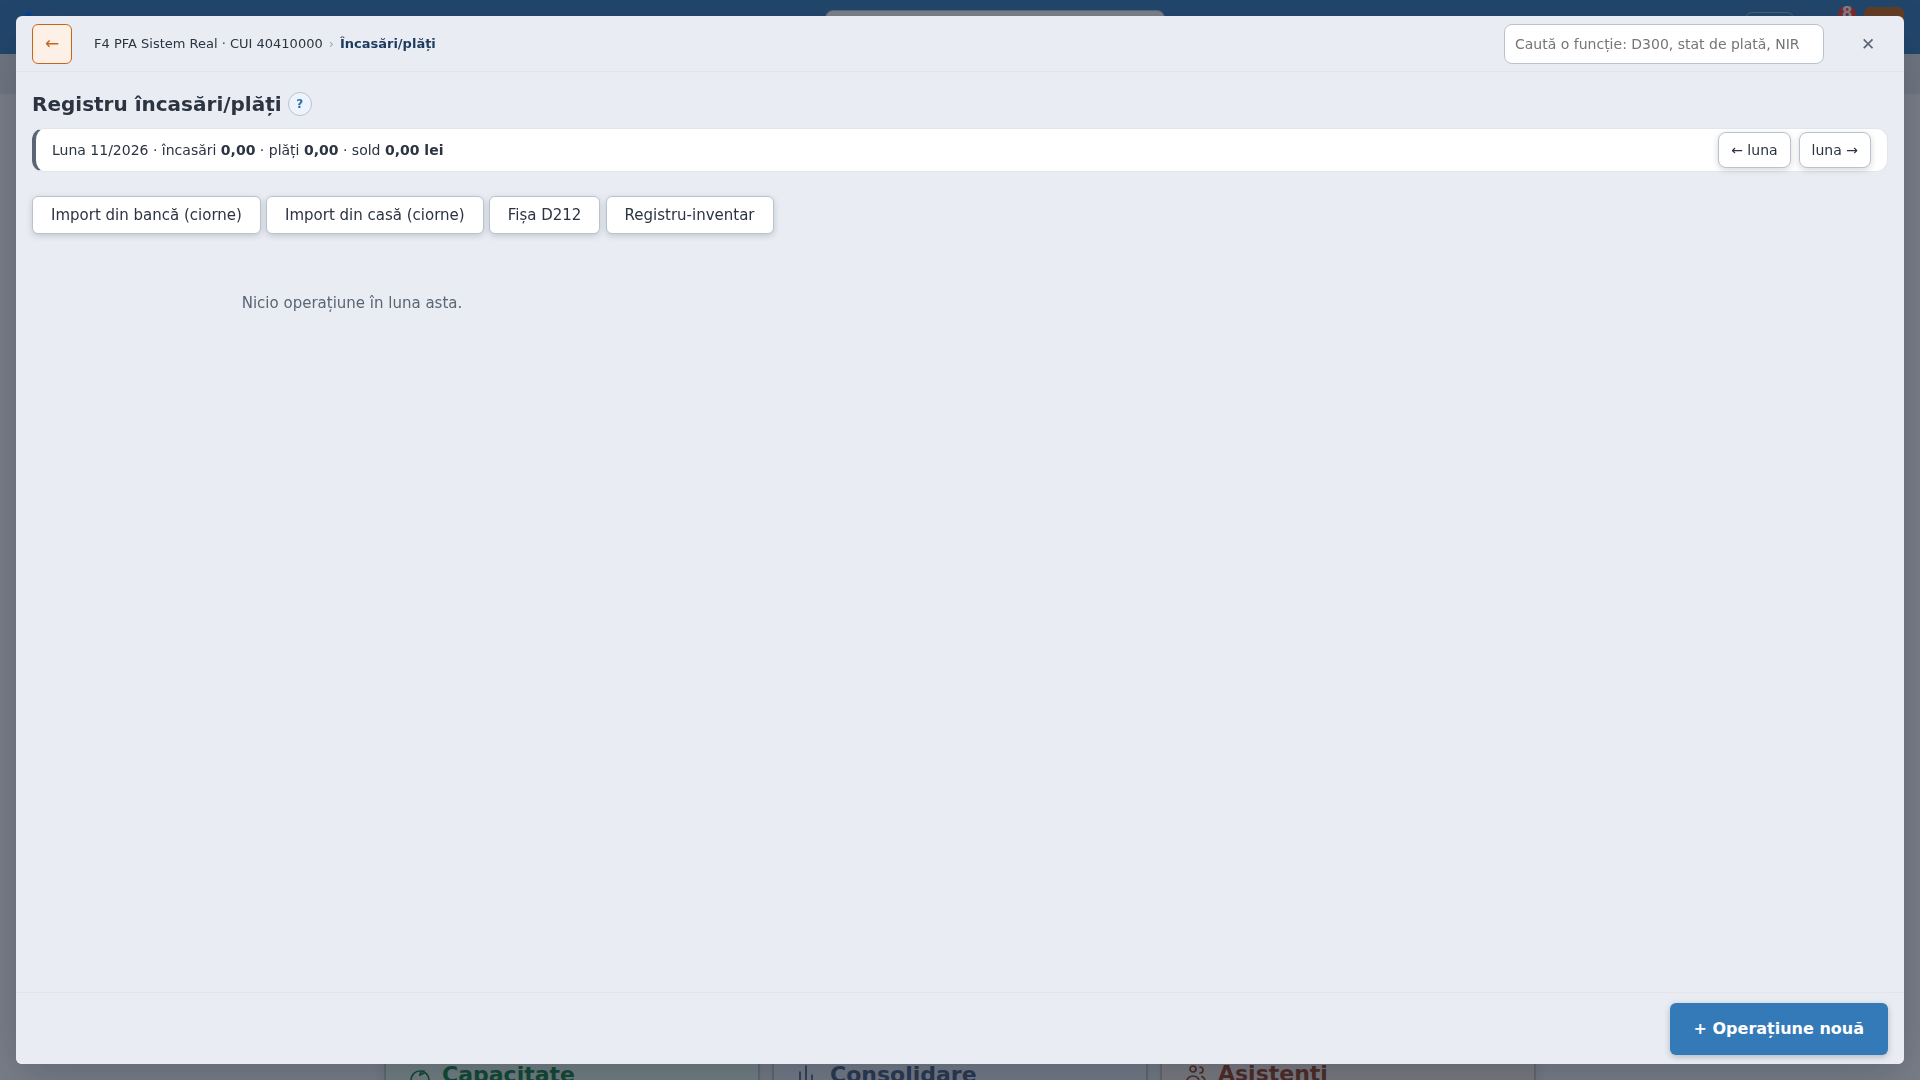 8
← F4 PFA Sistem Real · CUI 40410000 › Încasări/plăți Caută o funcție: D300, stat de plată, NIR ✕
Registru încasări/plăți ?
Luna 11/2026 · încasări 0,00 · plăți 0,00 · sold 0,00 lei ← luna luna →
Import din bancă (ciorne) Import din casă (ciorne) Fișa D212 Registru-inventar
Nicio operațiune în luna asta.
+ Operațiune nouă
Capacitate Consolidare Asistenți